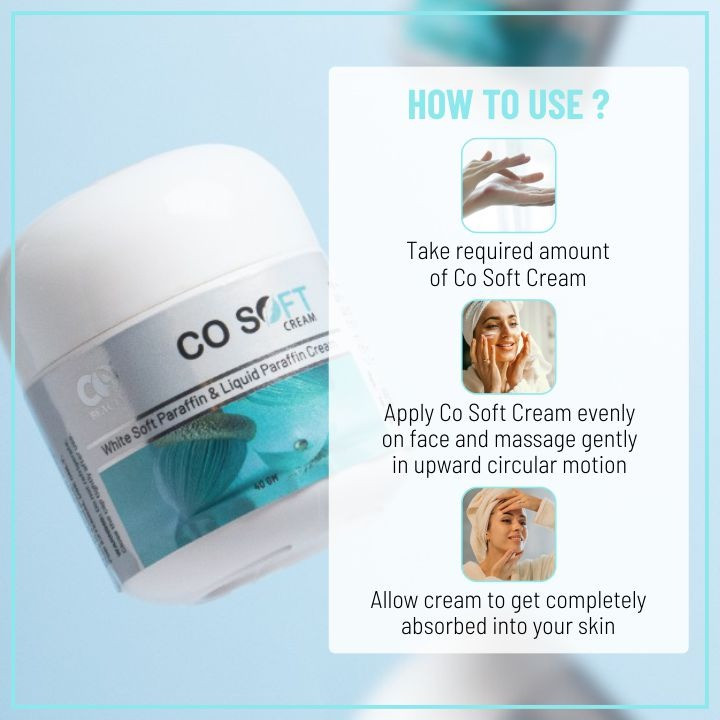 HOW TO USE ?
Take required amount
of Co Soft Cream
Apply Co Soft Cream evenly
on face and massage gently
in upward circular motion
Allow cream to get completely
absorbed into your skin
CO SOFT
CREAM
White Soft Paraffin & Liquid Paraffin Cream
40 GM